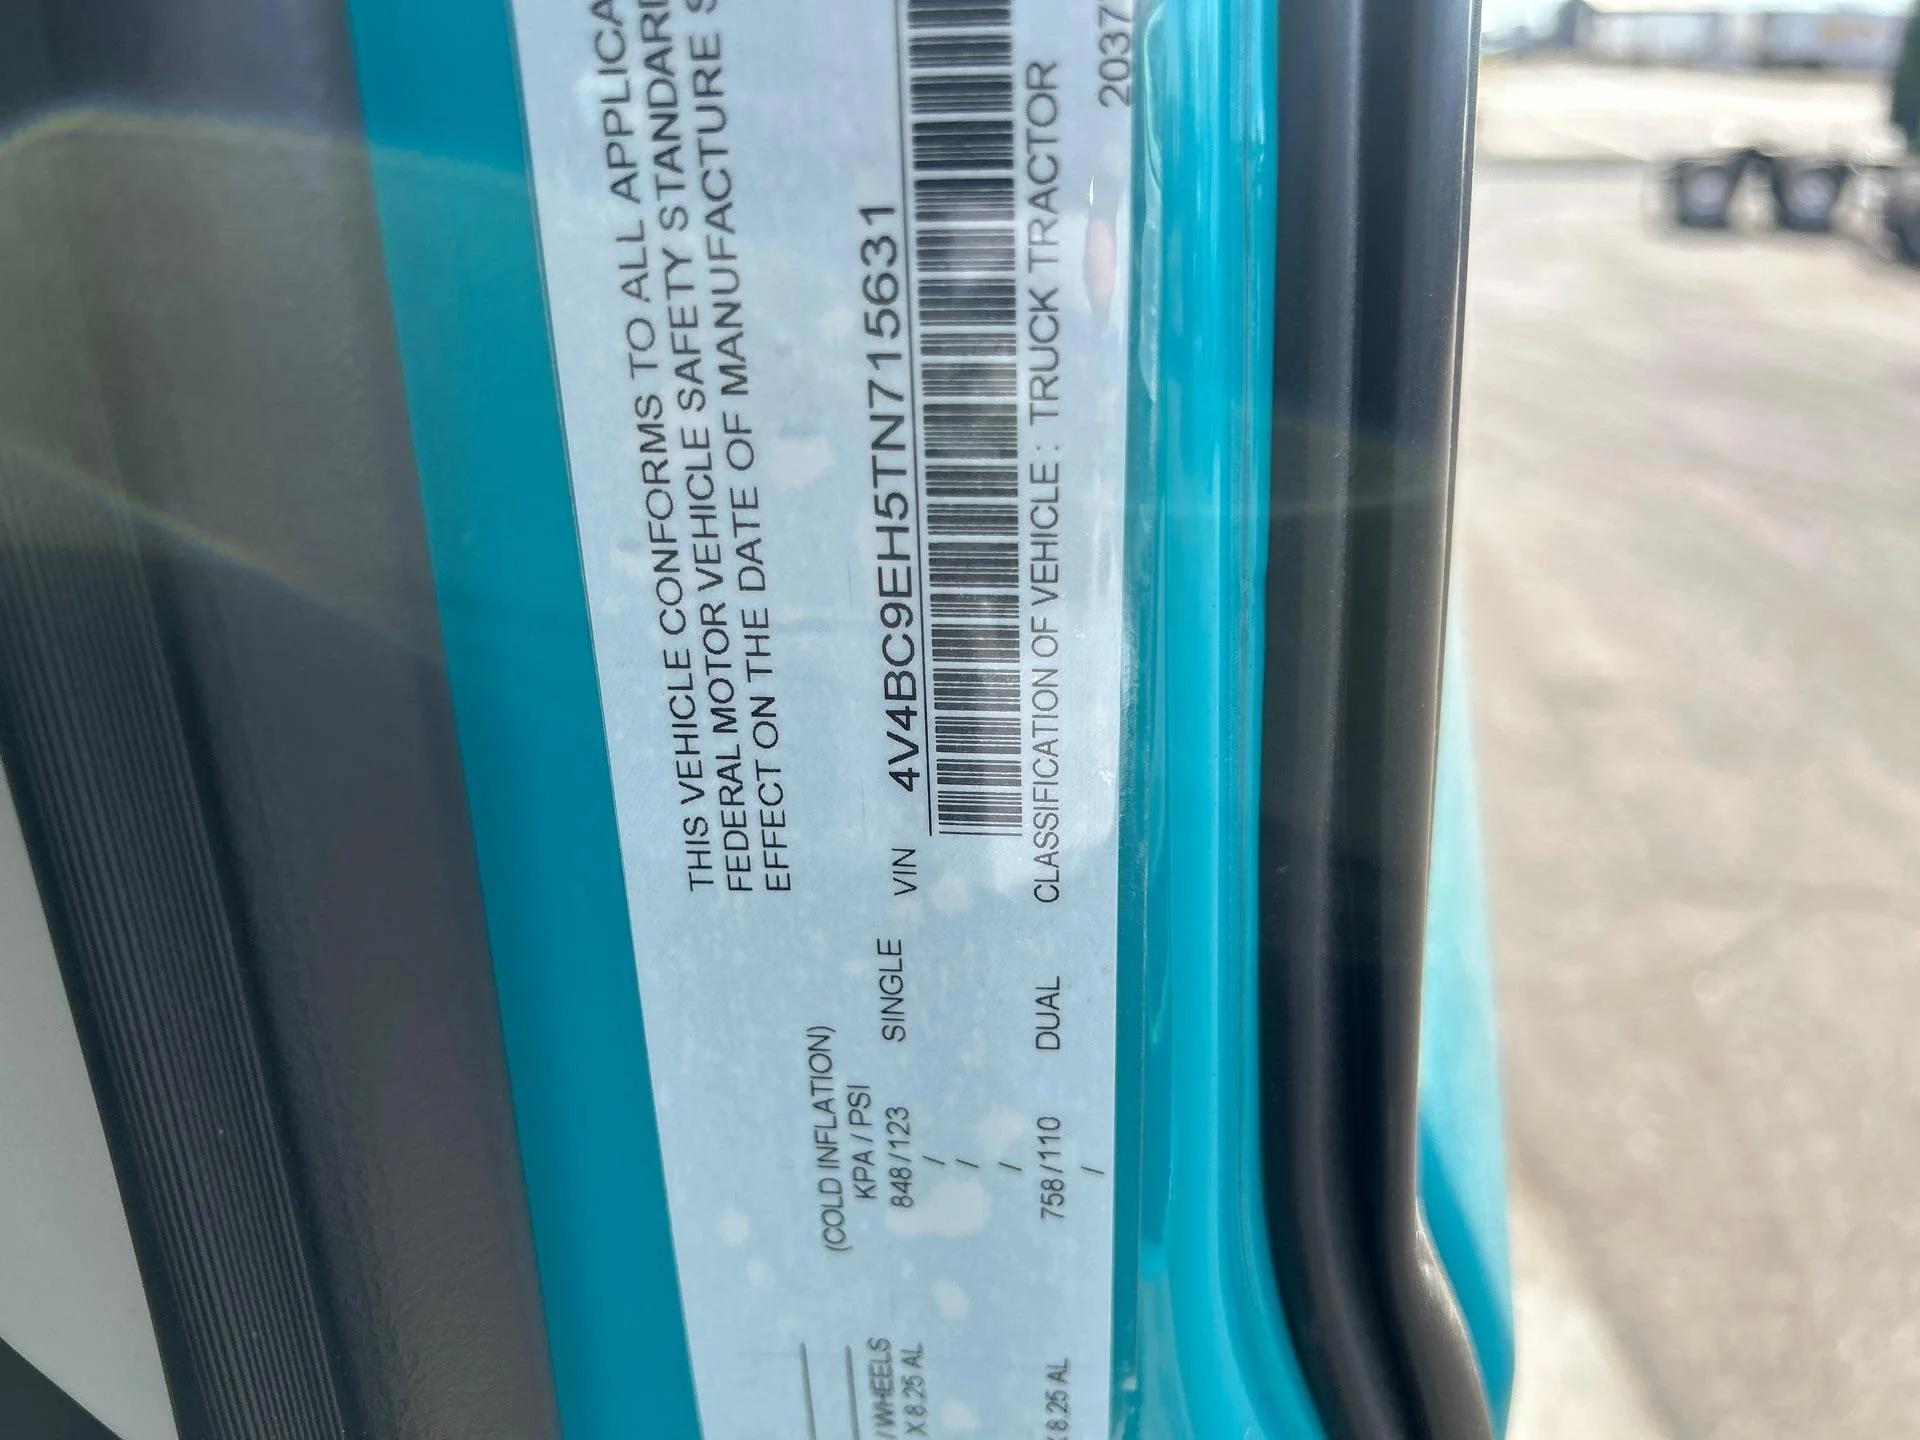 THIS VEHICLE CONFORMS TO ALL APPLICA
FEDERAL MOTOR VEHICLE SAFETY STANDARD
EFFECT ON THE DATE OF MANUFACTURE S
(COLD INFLATION)
KPA / PSI
/ WHEELS
X 8.25 AL 848 / 123 SINGLE VIN 4V4BC9EH5TN715631
/
/
/
X 8.25 AL 758 / 110 DUAL CLASSIFICATION OF VEHICLE : TRUCK TRACTOR
/
2037